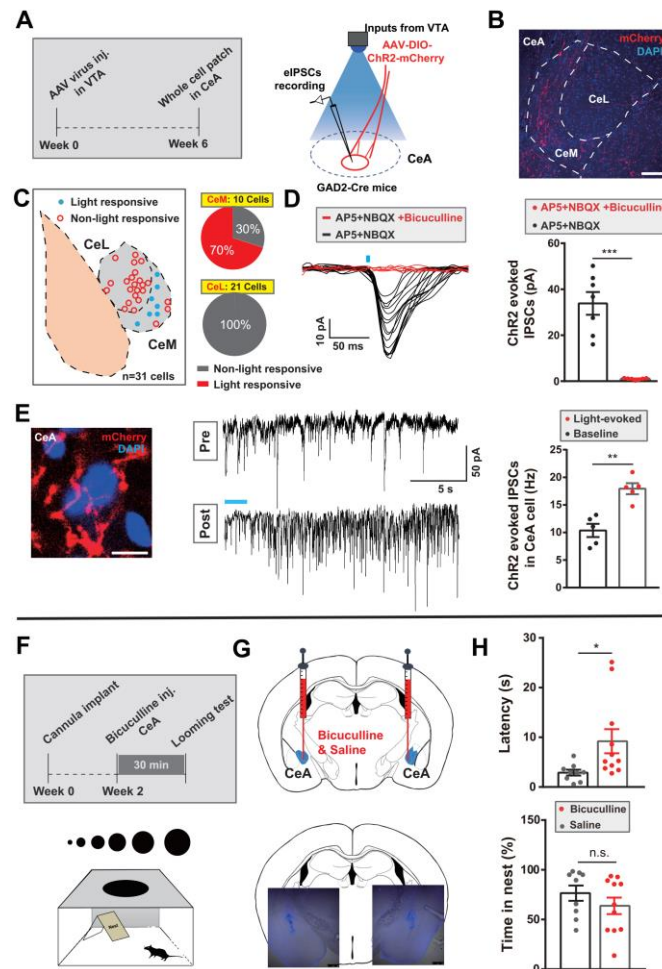 A
AAV virus inj.
in VTA
Whole cell patch
in CeA
Week 0
Week 6
Inputs from VTA
AAV-DIO-
ChR2-mCherry
eIPSCs
recording
CeA
GAD2-Cre mice
B
CeA
mCherry
DAPI
CeL
CeM
C
Light responsive
Non-light responsive
CeL
CeM
n=31 cells
CeM: 10 Cells
30%
70%
CeL: 21 Cells
100%
Non-light responsive
Light responsive
D
AP5+NBQX +Bicuculline
AP5+NBQX
10 pA
50 ms
AP5+NBQX +Bicuculline
AP5+NBQX
ChR2 evoked
IPSCs (pA)
60
40
20
0
***
E
CeA
mCherry
DAPI
Pre
Post
50 pA
5 s
Light-evoked
Baseline
ChR2 evoked IPSCs
in CeA cell (Hz)
25
20
15
10
5
0
**
F
Cannula implant
Bicuculline inj.
CeA
Looming test
30 min
Week 0
Week 2
Nest
G
Bicuculline
& Saline
CeA
CeA
H
Latency (s)
30
20
10
0
*
Bicuculline
Saline
Time in nest (%)
100
50
0
n.s.